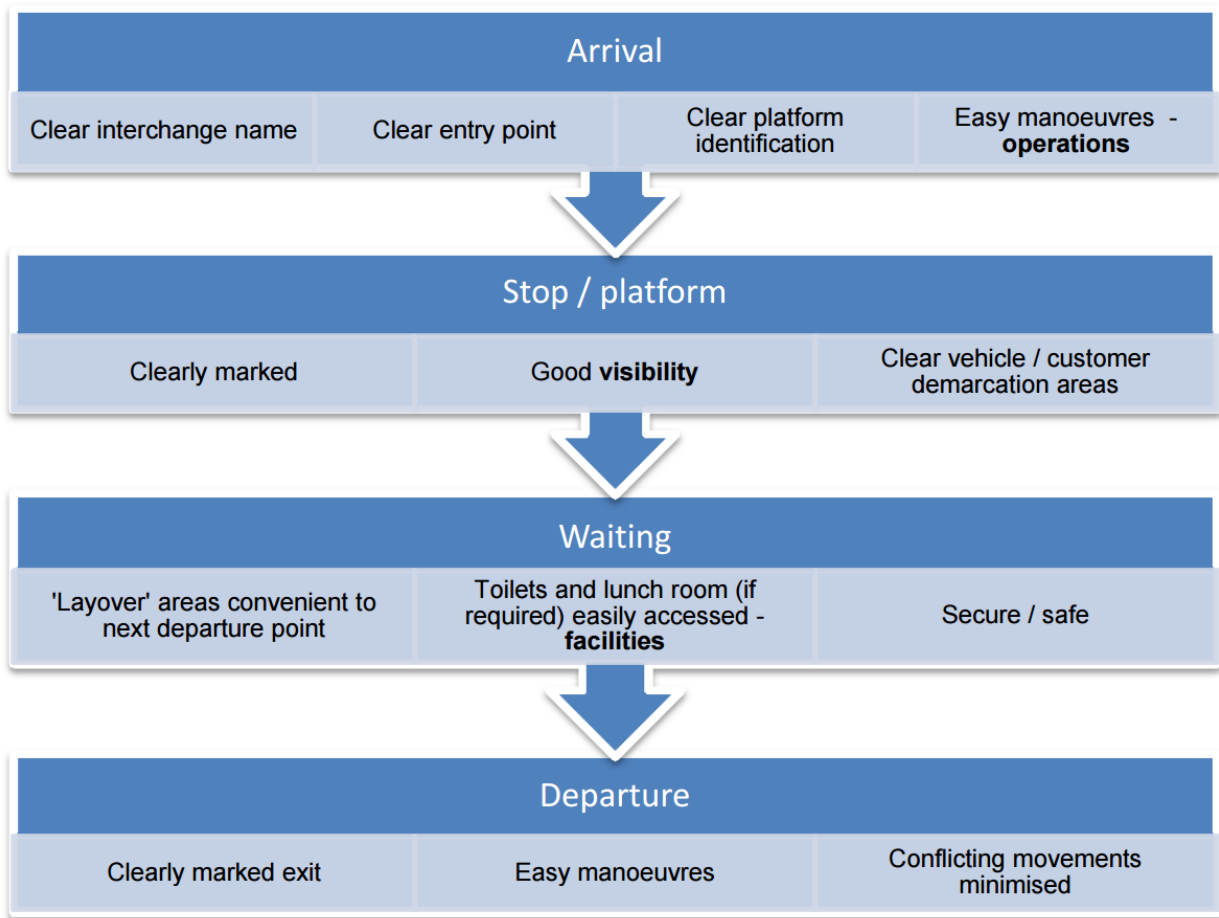 Arrival
Clear interchange name
Clear entry point
Clear platform
identification
Easy manoeuvres -
operations
Stop / platform
Clearly marked
Good visibility
Clear vehicle / customer
demarcation areas
Waiting
'Layover' areas convenient to
next departure point
Toilets and lunch room (if
required) easily accessed -
facilities
Secure / safe
Departure
Clearly marked exit
Easy manoeuvres
Conflicting movements
minimised